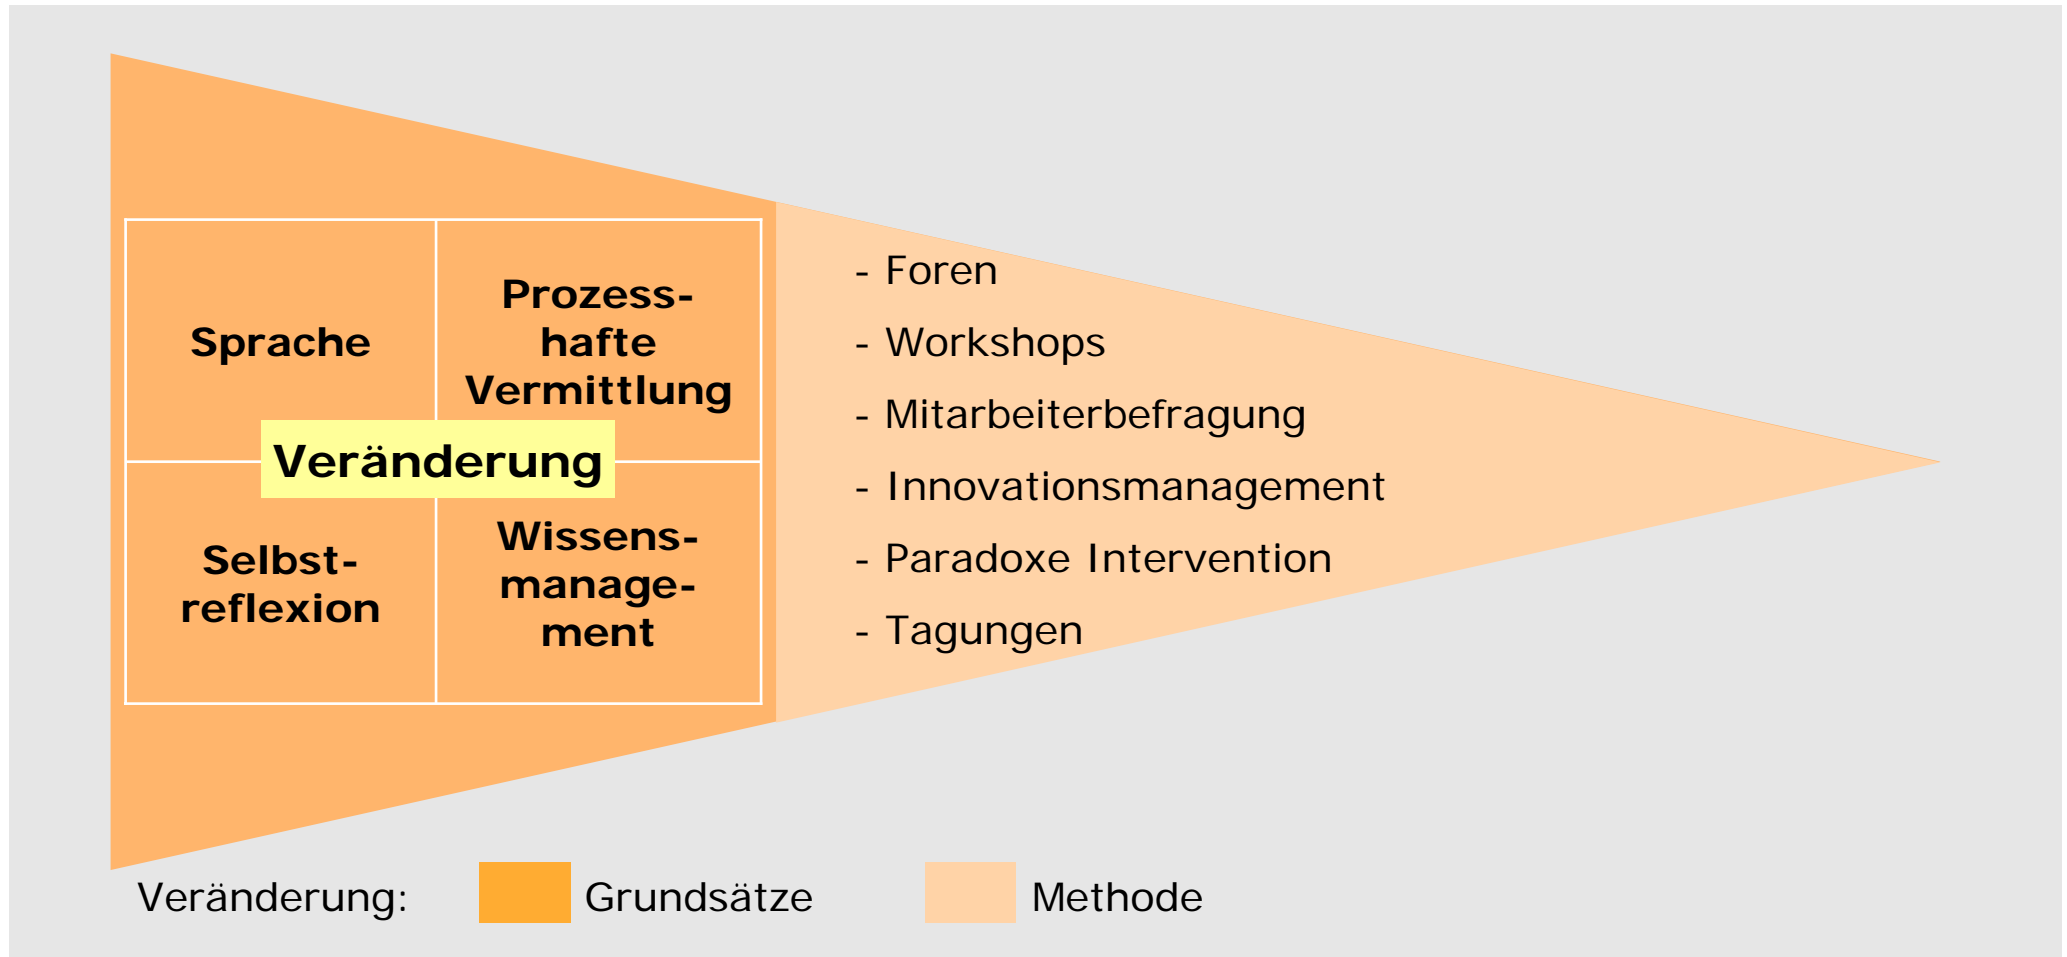 Sprache
Prozess-
hafte
Vermittlung
Veränderung
Selbst-
reflexion
Wissens-
manage-
ment
- Foren
- Workshops
- Mitarbeiterbefragung
- Innovationsmanagement
- Paradoxe Intervention
- Tagungen
Veränderung: Grundsätze Methode